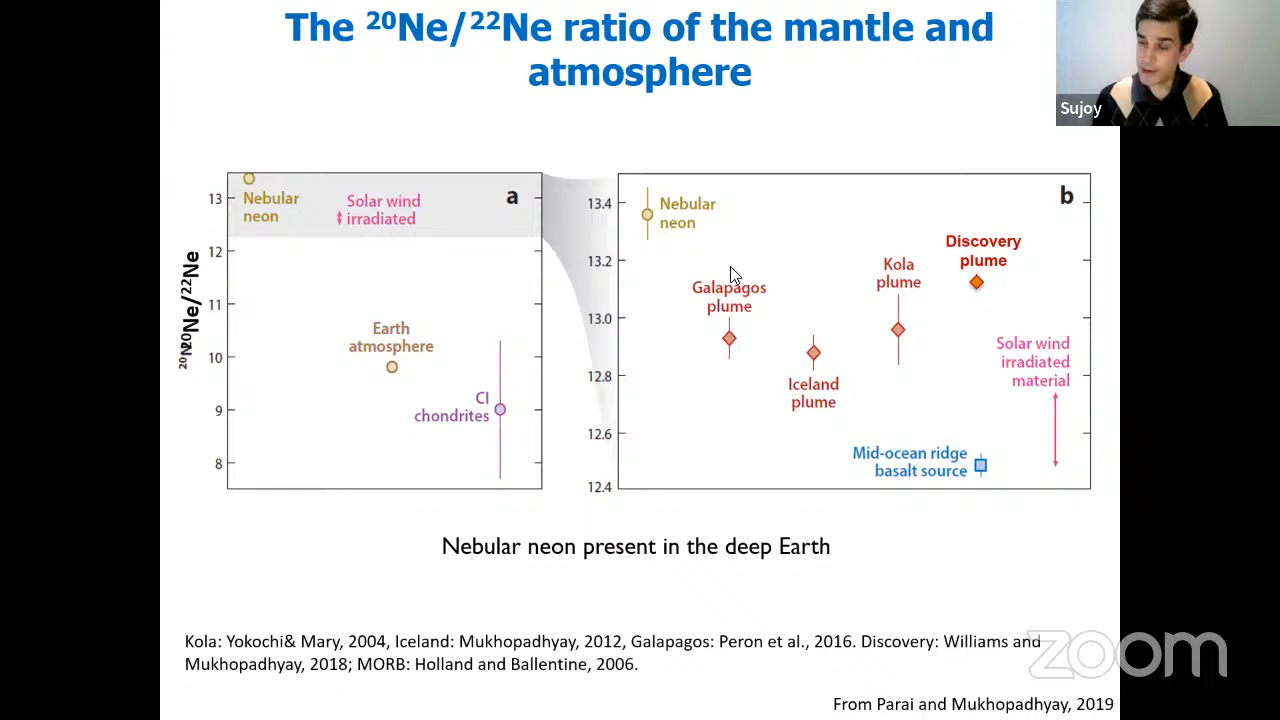 The ²⁰Ne/²²Ne ratio of the mantle and
atmosphere
Sujoy
²⁰N²⁰Ne/²²Ne
13
12
11
10
9
8
a
Nebular
neon
Solar wind
irradiated
Earth
atmosphere
CI
chondrites
13.4
13.2
13.0
12.8
12.6
12.4
b
Nebular
neon
Galapagos
plume
Iceland
plume
Kola
plume
Discovery
plume
Solar wind
irradiated
material
Mid-ocean ridge
basalt source
Nebular neon present in the deep Earth
Kola: Yokochi& Mary, 2004, Iceland: Mukhopadhyay, 2012, Galapagos: Peron et al., 2016. Discovery: Williams and
Mukhopadhyay, 2018; MORB: Holland and Ballentine, 2006.
zoom
From Parai and Mukhopadhyay, 2019